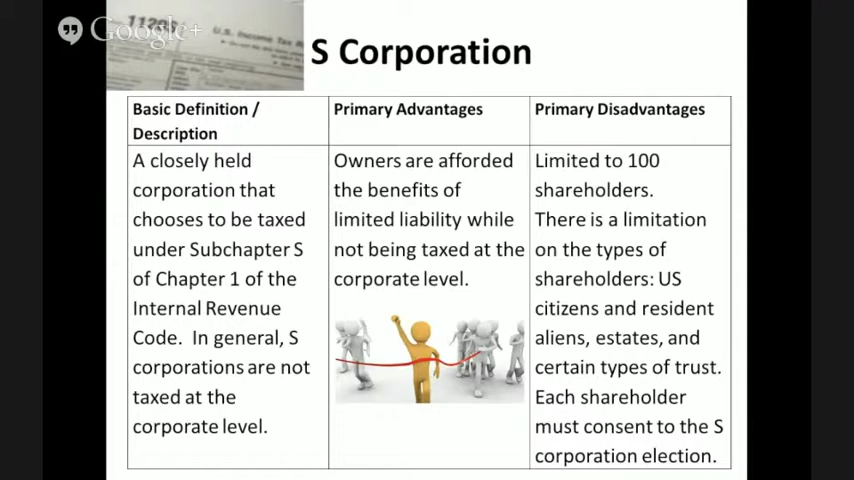 Google+
1120S
U.S. Income Tax R
S Corporation
Basic Definition /
Description
Primary Advantages
Primary Disadvantages
A closely held
corporation that
chooses to be taxed
under Subchapter S
of Chapter 1 of the
Internal Revenue
Code.  In general, S
corporations are not
taxed at the
corporate level.
Owners are afforded
the benefits of
limited liability while
not being taxed at the
corporate level.
Limited to 100
shareholders.
There is a limitation
on the types of
shareholders: US
citizens and resident
aliens, estates, and
certain types of trust.
Each shareholder
must consent to the S
corporation election.